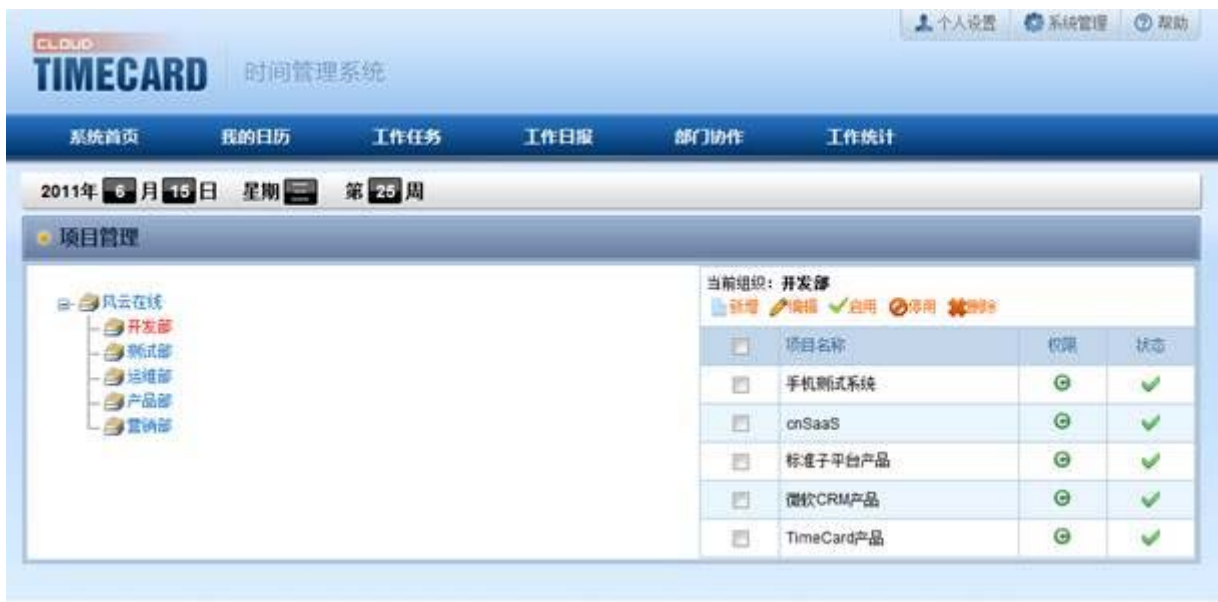 个人设置 系统管理 帮助
CLOUD
TIMECARD 时间管理系统
系统首页 我的日历 工作任务 工作日报 部门协作 工作统计
2011年 6 月 15 日 星期 三 第 25 周
项目管理
当前组织：开发部
新增 编辑 启用 停用 删除
风云在线
开发部
测试部
运维部
产品部
营销部
项目名称 权限 状态
手机测试系统
cnSaaS
标准子平台产品
微软CRM产品
TimeCard产品